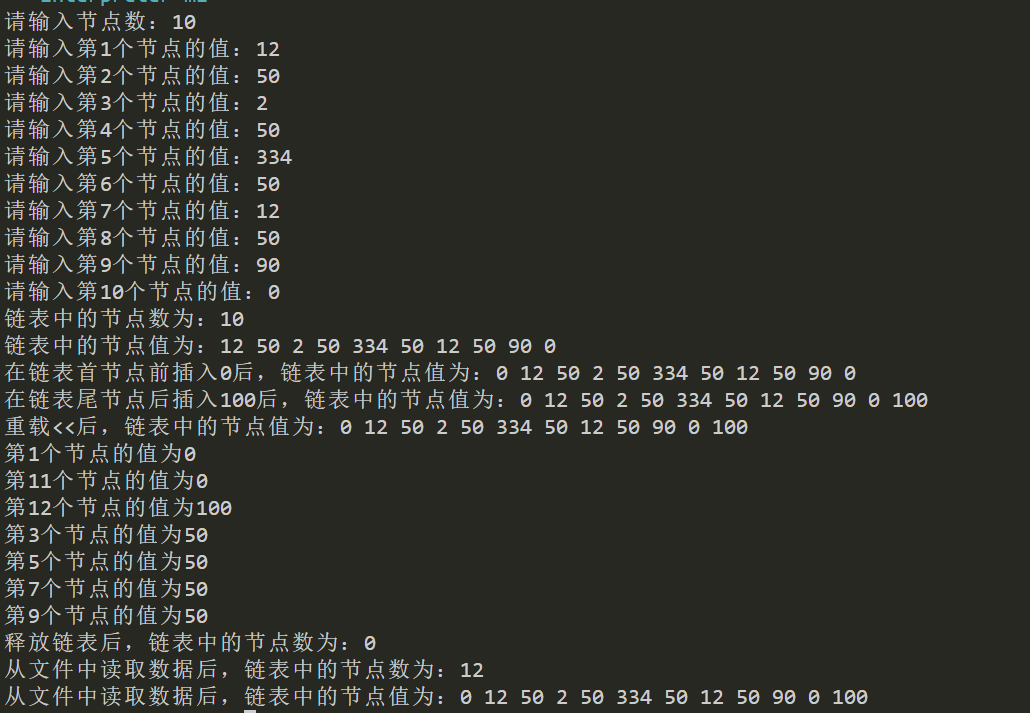 请输入节点数：10
请输入第1个节点的值：12
请输入第2个节点的值：50
请输入第3个节点的值：2
请输入第4个节点的值：50
请输入第5个节点的值：334
请输入第6个节点的值：50
请输入第7个节点的值：12
请输入第8个节点的值：50
请输入第9个节点的值：90
请输入第10个节点的值：0
链表中的节点数为：10
链表中的节点值为：12 50 2 50 334 50 12 50 90 0
在链表首节点前插入0后，链表中的节点值为：0 12 50 2 50 334 50 12 50 90 0
在链表尾节点后插入100后，链表中的节点值为：0 12 50 2 50 334 50 12 50 90 0 100
重载<<后，链表中的节点值为：0 12 50 2 50 334 50 12 50 90 0 100
第1个节点的值为0
第11个节点的值为0
第12个节点的值为100
第3个节点的值为50
第5个节点的值为50
第7个节点的值为50
第9个节点的值为50
释放链表后，链表中的节点数为：0
从文件中读取数据后，链表中的节点数为：12
从文件中读取数据后，链表中的节点值为：0 12 50 2 50 334 50 12 50 90 0 100